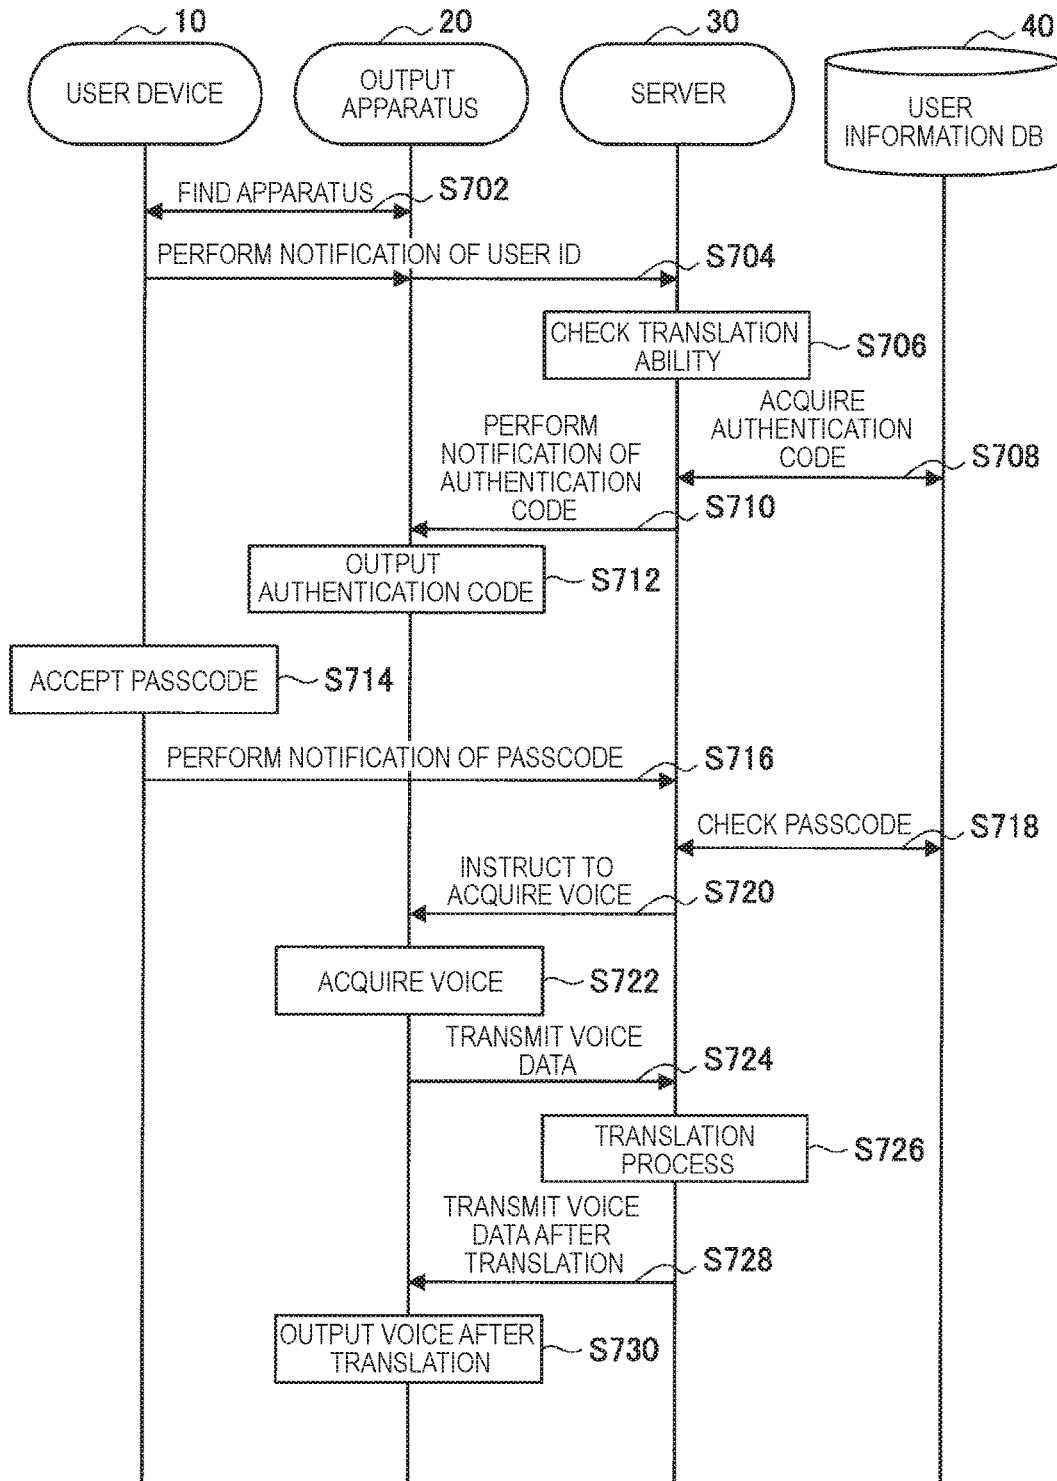 10
20
30
40
USER DEVICE
OUTPUT
APPARATUS
SERVER
USER
INFORMATION DB
FIND APPARATUS
S702
PERFORM NOTIFICATION OF USER ID
S704
CHECK TRANSLATION
ABILITY
S706
ACQUIRE
AUTHENTICATION
CODE
S708
PERFORM
NOTIFICATION OF
AUTHENTICATION
CODE
S710
OUTPUT
AUTHENTICATION CODE
S712
ACCEPT PASSCODE
S714
PERFORM NOTIFICATION OF PASSCODE
S716
CHECK PASSCODE
S718
INSTRUCT TO
ACQUIRE VOICE
S720
ACQUIRE VOICE
S722
TRANSMIT VOICE
DATA
S724
TRANSLATION
PROCESS
S726
TRANSMIT VOICE
DATA AFTER
TRANSLATION
S728
OUTPUT VOICE AFTER
TRANSLATION
S730